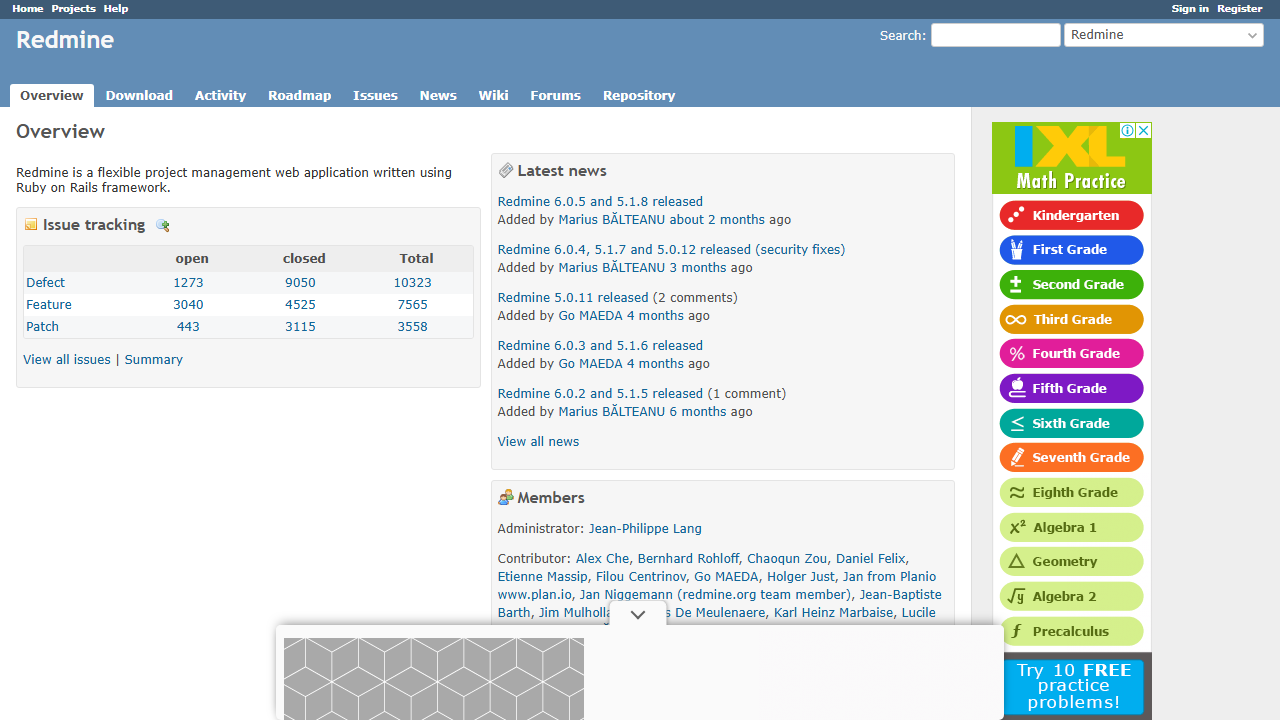 Home Projects Help
Sign in Register
Redmine
Search:
Redmine
Overview Download Activity Roadmap Issues News Wiki Forums Repository
Overview
Redmine is a flexible project management web application written using
Ruby on Rails framework.
Issue tracking
open closed Total
Defect 1273 9050 10323
Feature 3040 4525 7565
Patch 443 3115 3558
View all issues | Summary
Latest news
Redmine 6.0.5 and 5.1.8 released
Added by Marius BĂLTEANU about 2 months ago
Redmine 6.0.4, 5.1.7 and 5.0.12 released (security fixes)
Added by Marius BĂLTEANU 3 months ago
Redmine 5.0.11 released (2 comments)
Added by Go MAEDA 4 months ago
Redmine 6.0.3 and 5.1.6 released
Added by Go MAEDA 4 months ago
Redmine 6.0.2 and 5.1.5 released (1 comment)
Added by Marius BĂLTEANU 6 months ago
View all news
Members
Administrator: Jean-Philippe Lang
Contributor: Alex Che, Bernhard Rohloff, Chaoqun Zou, Daniel Felix,
Etienne Massip, Filou Centrinov, Go MAEDA, Holger Just, Jan from Planio
www.plan.io, Jan Niggemann (redmine.org team member), Jean-Baptiste
Barth, Jim De Meulenaere, Karl Heinz Marbaise, Lucile
IXL
Math Practice
Kindergarten
First Grade
Second Grade
Third Grade
Fourth Grade
Fifth Grade
Sixth Grade
Seventh Grade
Eighth Grade
Algebra 1
Geometry
Algebra 2
Precalculus
Try 10 FREE
practice
problems!